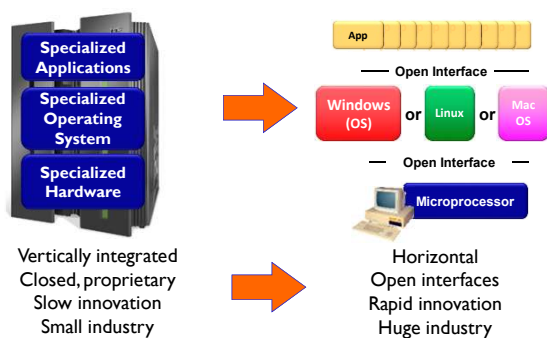 Specialized
Applications
Specialized
Operating
System
Specialized
Hardware
Vertically integrated
Closed, proprietary
Slow innovation
Small industry
App
Open Interface
Windows
(OS)
or
Linux
or
Mac
OS
Open Interface
Microprocessor
Horizontal
Open interfaces
Rapid innovation
Huge industry